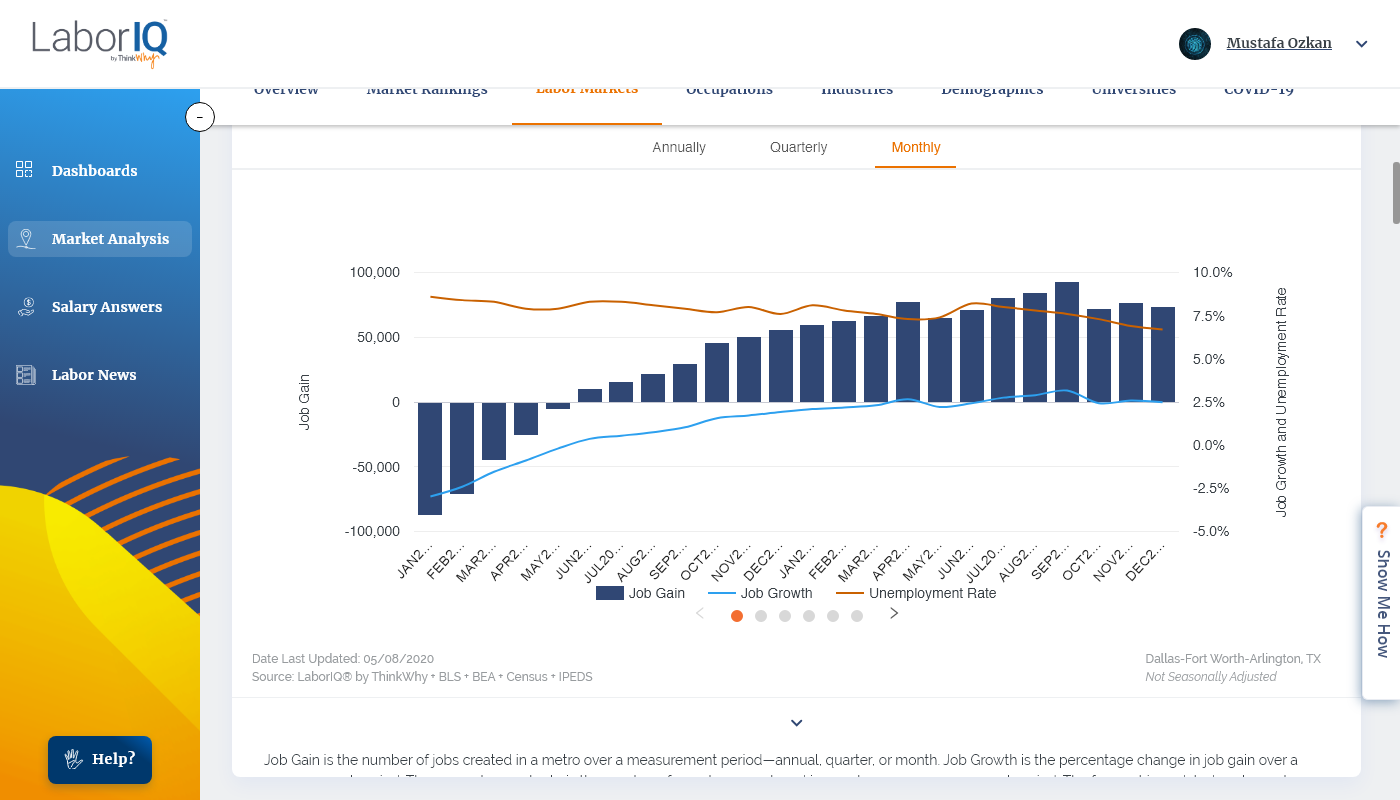 LaborIQ
by ThinkWhy
Mustafa Ozkan
Overview Market Rankings Labor Markets Occupations Industries Demographics Universities COVID-19
-
Dashboards
Market Analysis
Salary Answers
Labor News
Help?
Annually Quarterly Monthly
100,000
50,000
0
-50,000
-100,000
Job Gain
10.0%
7.5%
5.0%
2.5%
0.0%
-2.5%
-5.0%
Job Growth and Unemployment Rate
JAN2... FEB2... MAR2... APR2... MAY2... JUN2... JUL20... AUG2... SEP2... OCT2... NOV2... DEC2... JAN2... FEB2... MAR2... APR2... MAY2... JUN2... JUL20... AUG2... SEP2... OCT2... NOV2... DEC2...
Job Gain Job Growth Unemployment Rate
Date Last Updated: 05/08/2020
Source: LaborIQ® by ThinkWhy + BLS + BEA + Census + IPEDS
Dallas-Fort Worth-Arlington, TX
Not Seasonally Adjusted
? Show Me How
Job Gain is the number of jobs created in a metro over a measurement period—annual, quarter, or month. Job Growth is the percentage change in job gain over a